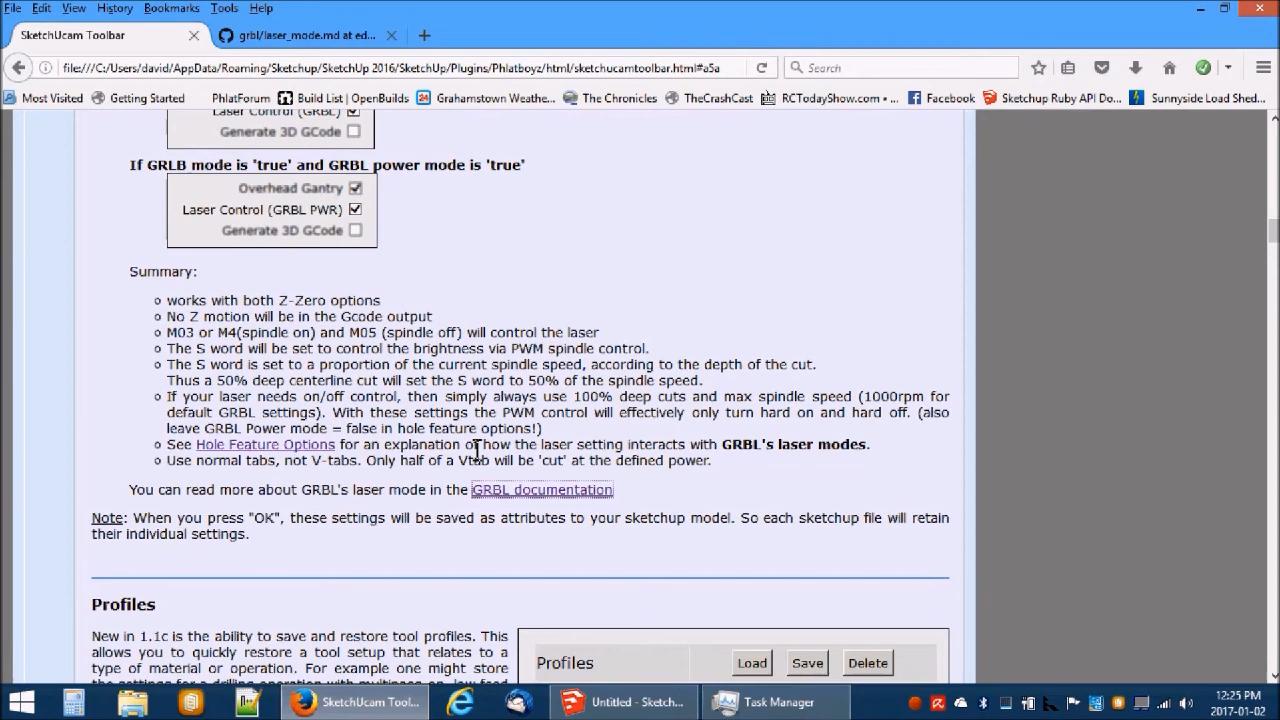 File Edit View History Bookmarks Tools Help
SketchUcam Toolbar grbl/laser_mode.md at ed...
file:///C:/Users/david/AppData/Roaming/Sketchup/SketchUp 2016/SketchUp/Plugins/Phlatboyz/html/sketchucamtoolbar.html#a5a Search
Most Visited Getting Started PhlatForum Build List | OpenBuilds Grahamstown Weathe... The Chronicles TheCrashCast RCTodayShow.com -... Facebook Sketchup Ruby API Do... Sunnyside Load Shed...
Laser Control (GRBL)
Generate 3D GCode
If GRLB mode is 'true' and GRBL power mode is 'true'
Overhead Gantry
Laser Control (GRBL PWR)
Generate 3D GCode
Summary:
works with both Z-Zero options
No Z motion will be in the Gcode output
M03 or M4(spindle on) and M05 (spindle off) will control the laser
The S word will be set to control the brightness via PWM spindle control.
The S word is set to a proportion of the current spindle speed, according to the depth of the cut.
Thus a 50% deep centerline cut will set the S word to 50% of the spindle speed.
If your laser needs on/off control, then simply always use 100% deep cuts and max spindle speed (1000rpm for
default GRBL settings). With these settings the PWM control will effectively only turn hard on and hard off. (also
leave GRBL Power mode = false in hole feature options!)
See Hole Feature Options for an explanation of how the laser setting interacts with GRBL's laser modes.
Use normal tabs, not V-tabs. Only half of a Vtab will be 'cut' at the defined power.
You can read more about GRBL's laser mode in the GRBL documentation
Note: When you press "OK", these settings will be saved as attributes to your sketchup model. So each sketchup file will retain
their individual settings.
Profiles
New in 1.1c is the ability to save and restore tool profiles. This
allows you to quickly restore a tool setup that relates to a
type of material or operation. For example one might store
the settings for a drilling operation with multipass on, low feed
Profiles Load Save Delete
SketchUcam Tool... Untitled - Sketch... Task Manager
12:25 PM
2017-01-02